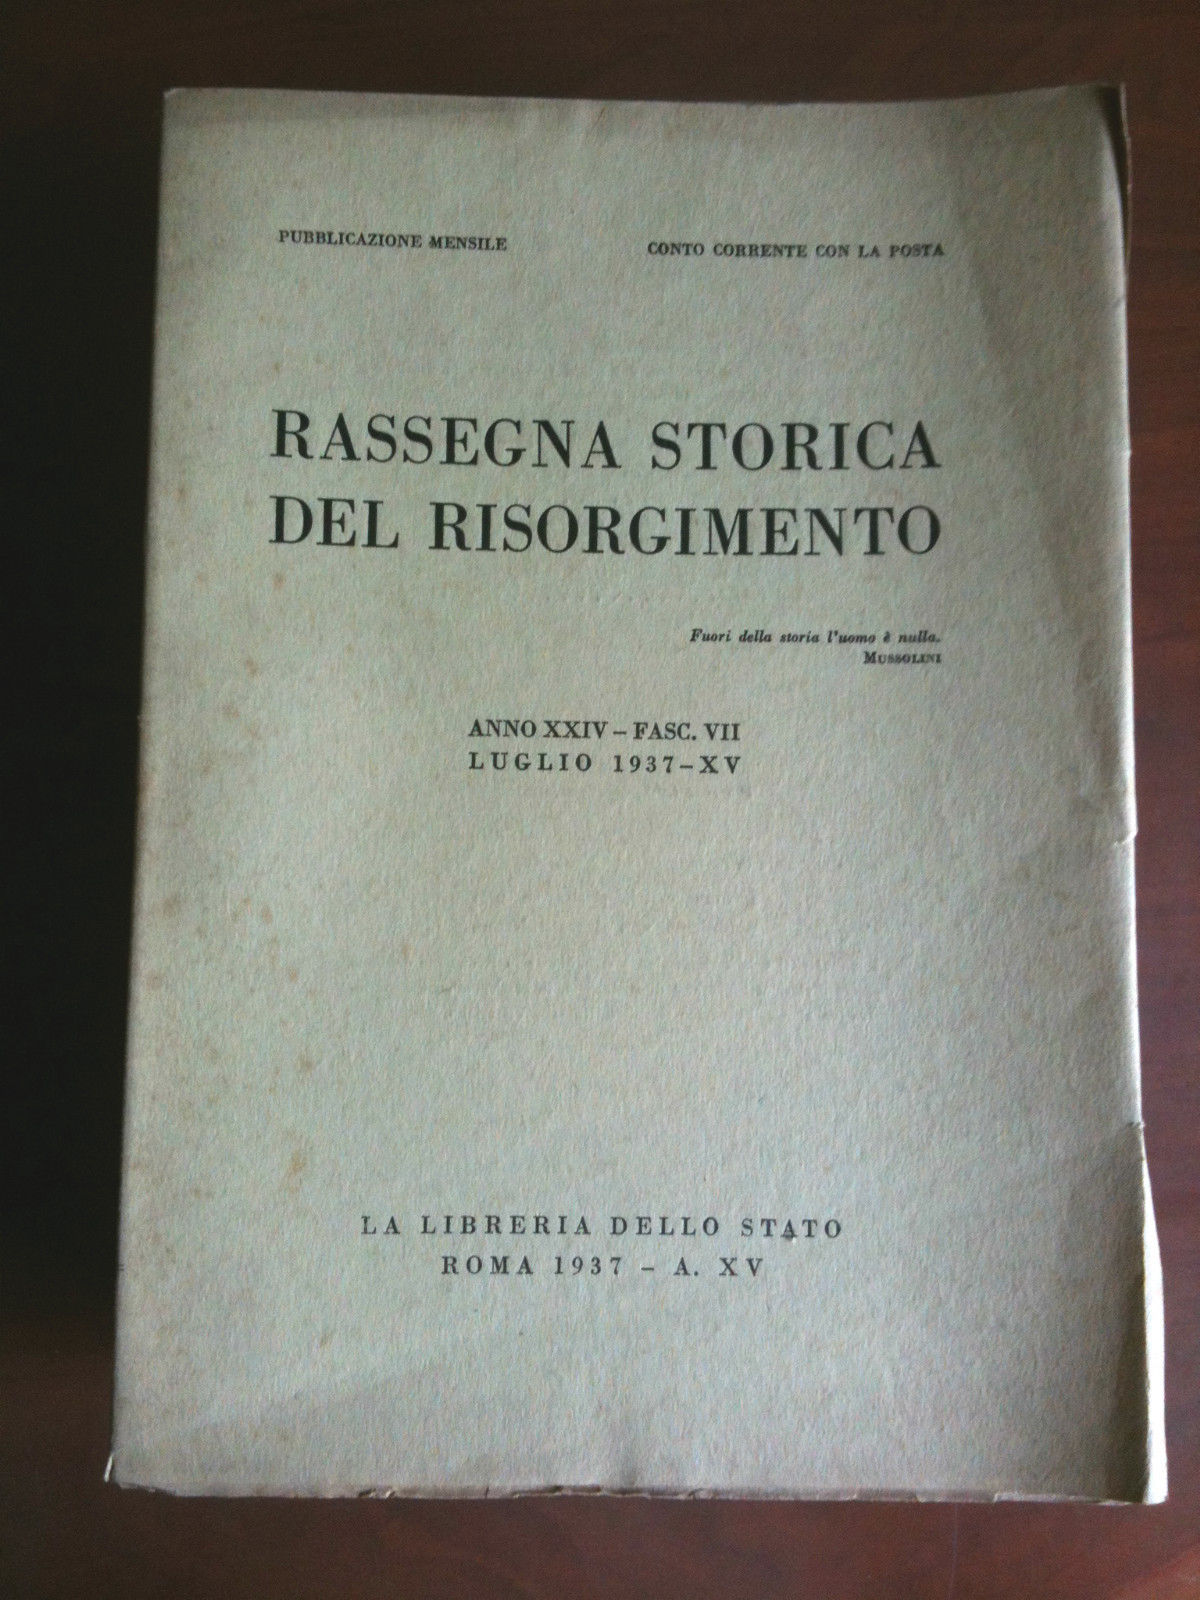 PUBBLICAZIONE MENSILE
CONTO CORRENTE CON LA POSTA
RASSEGNA STORICA
DEL RISORGIMENTO
Fuori della storia l'uomo è nulla.
MUSSOLINI
ANNO XXIV – FASC. VII
LUGLIO 1937 – XV
LA LIBRERIA DELLO STATO
ROMA 1937 – A. XV